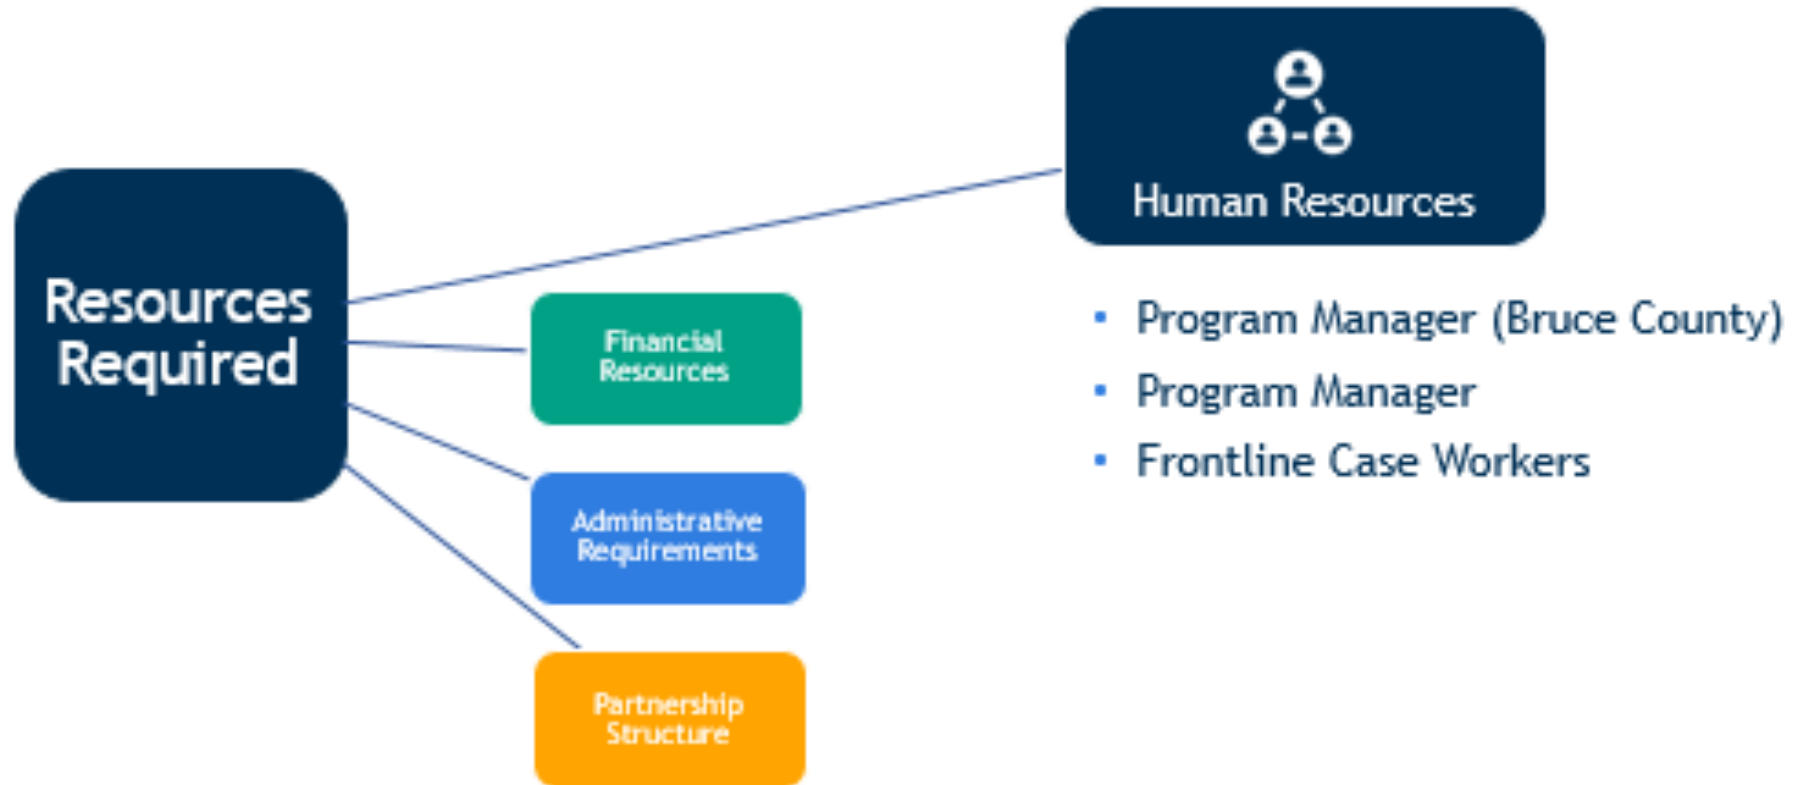 Resources
Required
Human Resources
▪ Program Manager (Bruce County)
▪ Program Manager
▪ Frontline Case Workers
Financial
Resources
Administrative
Requirements
Partnership
Structure